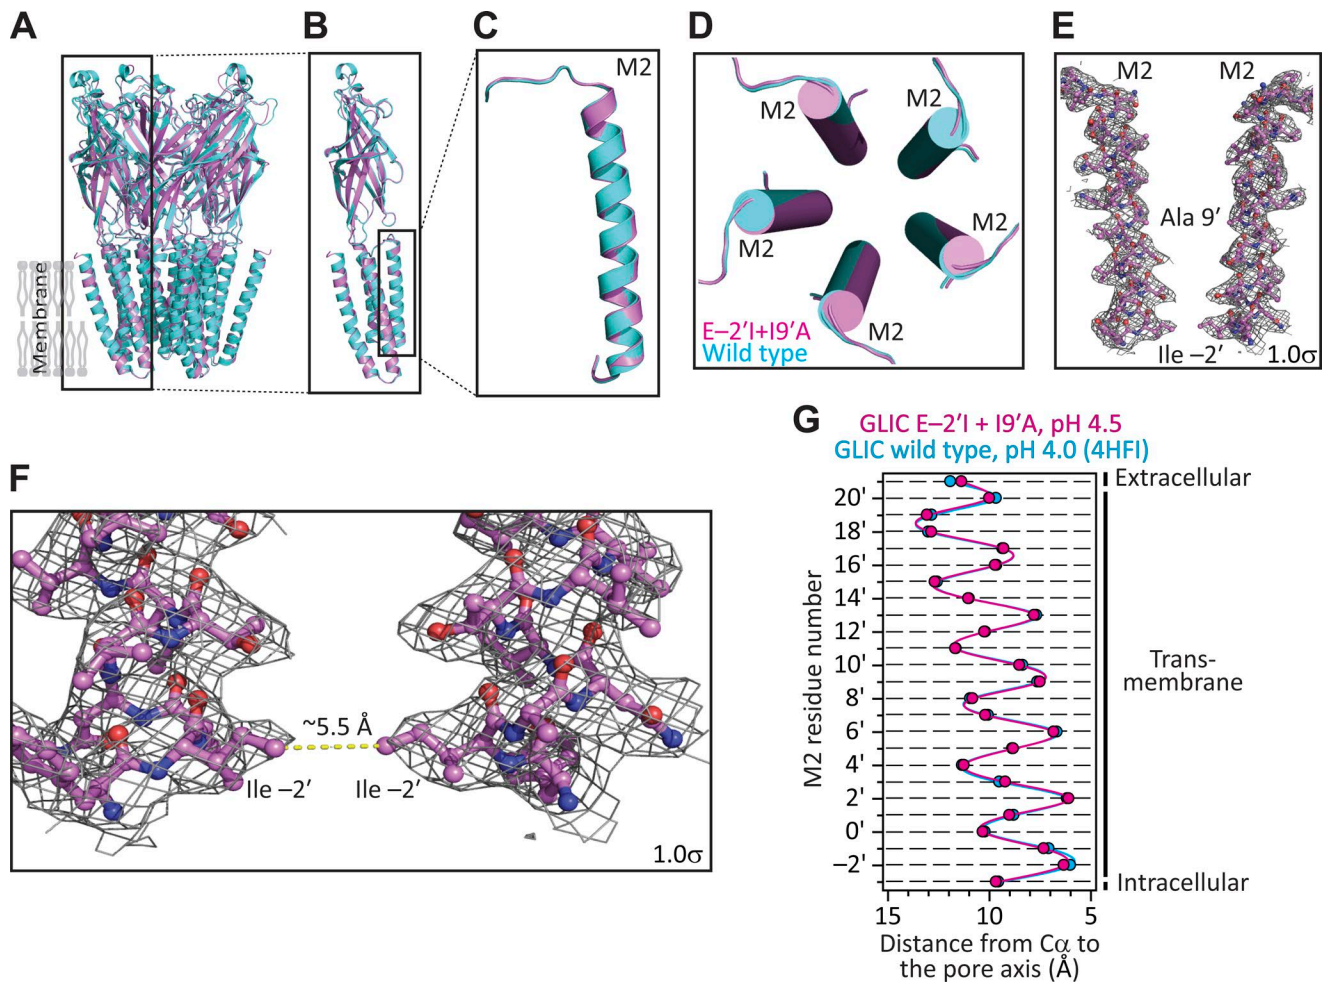 A
B
C
D
E
Membrane
M2
M2
M2
M2
M2
M2
E–2′I+I9′A
Wild type
M2
M2
Ala 9′
Ile –2′
1.0σ
F
~5.5 Å
Ile –2′
Ile –2′
1.0σ
G
GLIC E–2′I + I9′A, pH 4.5
GLIC wild type, pH 4.0 (4HFI)
Extracellular
20'
18'
16'
14'
12'
10'
8'
6'
4'
2'
0'
–2'
M2 residue number
Trans-
membrane
Intracellular
15
10
5
Distance from Cα to
the pore axis (Å)